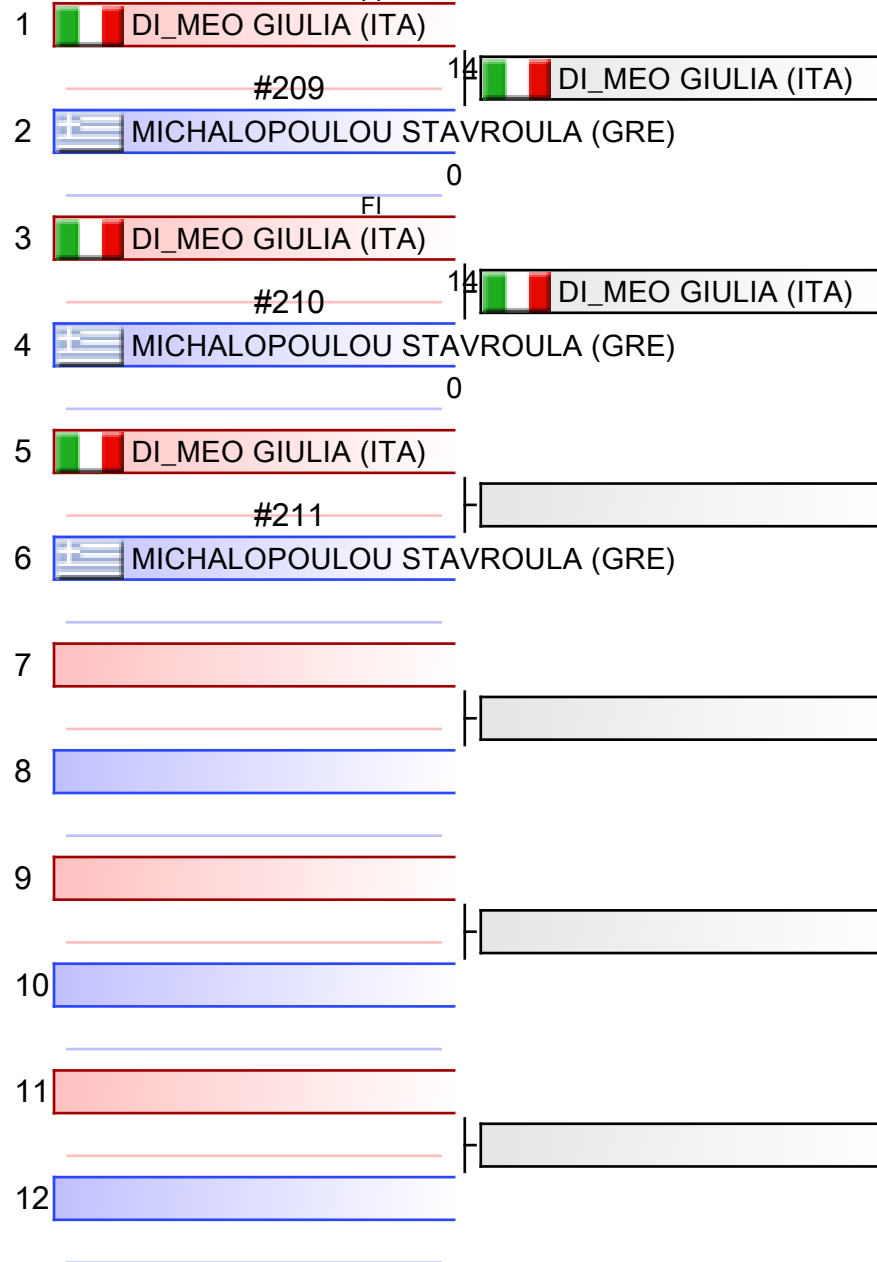 1 DI_MEO GIULIA (ITA)
14 DI_MEO GIULIA (ITA)
#209
2 MICHALOPOULOU STAVROULA (GRE)
0
FI
3 DI_MEO GIULIA (ITA)
14 DI_MEO GIULIA (ITA)
#210
4 MICHALOPOULOU STAVROULA (GRE)
0
5 DI_MEO GIULIA (ITA)
#211
6 MICHALOPOULOU STAVROULA (GRE)
7
8
9
10
11
12